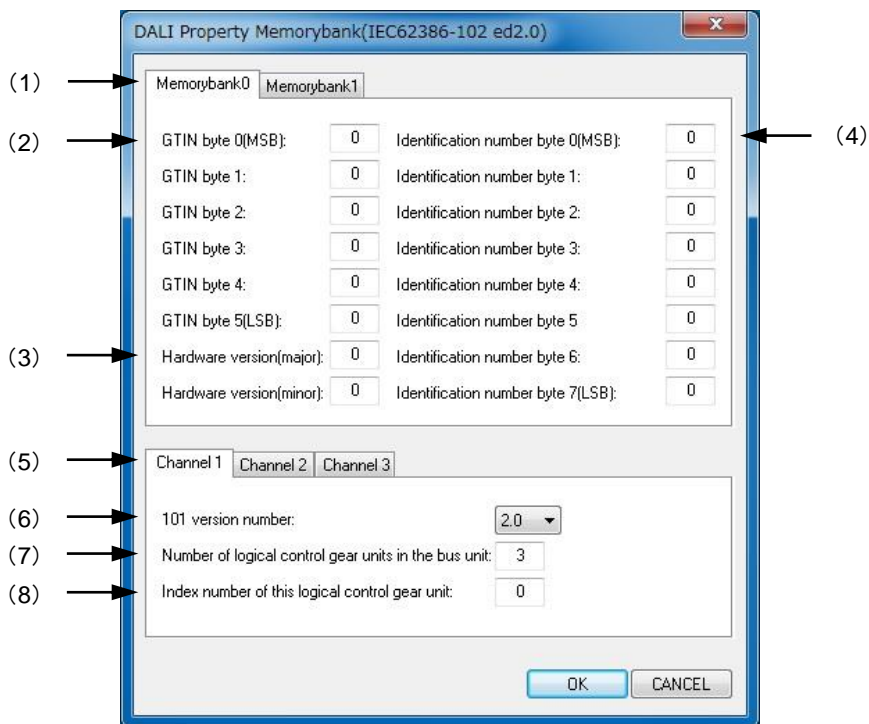 DALI Property Memorybank(IEC62386-102 ed2.0)
(1) Memorybank0 Memorybank1
(2) GTIN byte 0(MSB): 0 Identification number byte 0(MSB): 0 (4)
GTIN byte 1: 0 Identification number byte 1: 0
GTIN byte 2: 0 Identification number byte 2: 0
GTIN byte 3: 0 Identification number byte 3: 0
GTIN byte 4: 0 Identification number byte 4: 0
GTIN byte 5(LSB): 0 Identification number byte 5 0
(3) Hardware version(major): 0 Identification number byte 6: 0
Hardware version(minor): 0 Identification number byte 7(LSB): 0
(5) Channel 1 Channel 2 Channel 3
(6) 101 version number: 2.0
(7) Number of logical control gear units in the bus unit: 3
(8) Index number of this logical control gear unit: 0
OK CANCEL